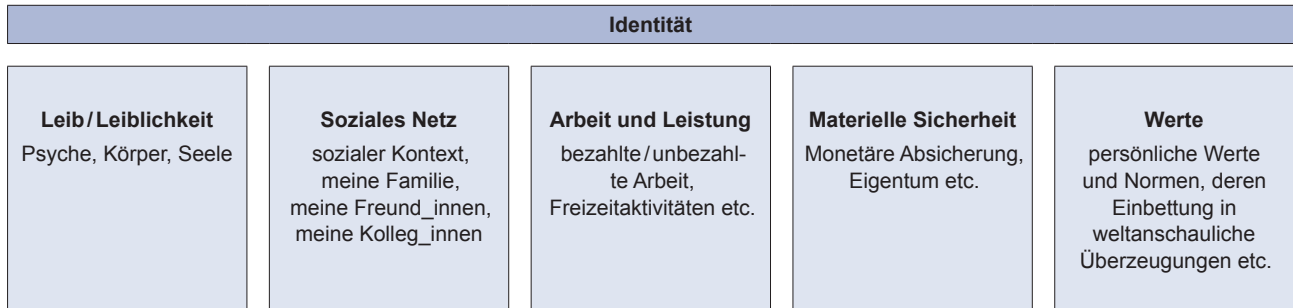 Identität
Leib/Leiblichkeit
Psyche, Körper, Seele
Soziales Netz
sozialer Kontext,
meine Familie,
meine Freund_innen,
meine Kolleg_innen
Arbeit und Leistung
bezahlte/unbezahl-
te Arbeit,
Freizeitaktivitäten etc.
Materielle Sicherheit
Monetäre Absicherung,
Eigentum etc.
Werte
persönliche Werte
und Normen, deren
Einbettung in
weltanschauliche
Überzeugungen etc.